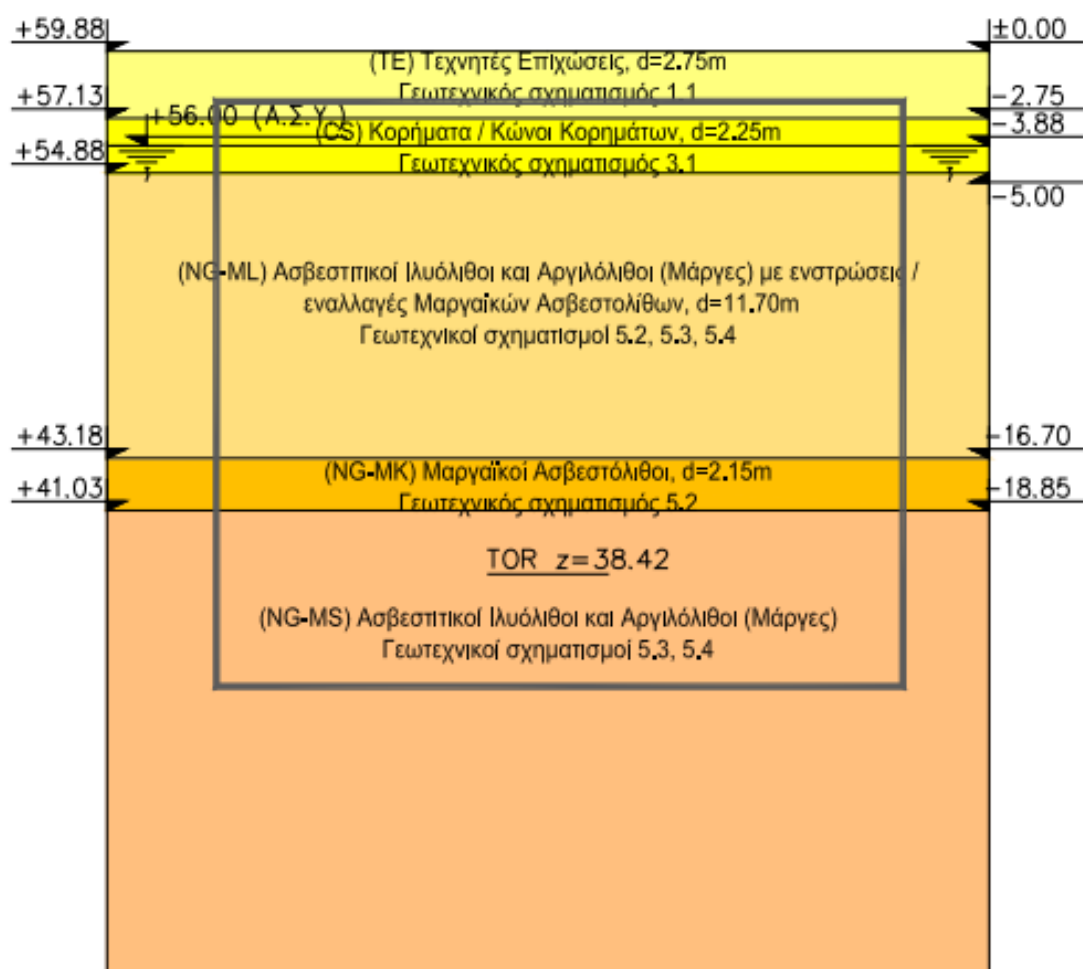 +59.88
±0.00
(TE) Τεχνητές Επιχώσεις, d=2.75m
Γεωτεχνικός σχηματισμός 1.1
+57.13
-2.75
+56.00 (Α.Σ.Υ.)
-3.88
(CS) Κορήματα / Κώνοι Κορημάτων, d=2.25m
+54.88
Γεωτεχνικός σχηματισμός 3.1
-5.00
(NG-ML) Ασβεστιτικοί Ιλυόλιθοι και Αργιλόλιθοι (Μάργες) με ενστρώσεις /
εναλλαγές Μαργαϊκών Ασβεστολίθων, d=11.70m
Γεωτεχνικοί σχηματισμοί 5.2, 5.3, 5.4
+43.18
-16.70
(NG-MK) Μαργαϊκοί Ασβεστόλιθοι, d=2.15m
+41.03
-18.85
Γεωτεχνικός σχηματισμός 5.2
TOR z=38.42
(NG-MS) Ασβεστιτικοί Ιλυόλιθοι και Αργιλόλιθοι (Μάργες)
Γεωτεχνικοί σχηματισμοί 5.3, 5.4